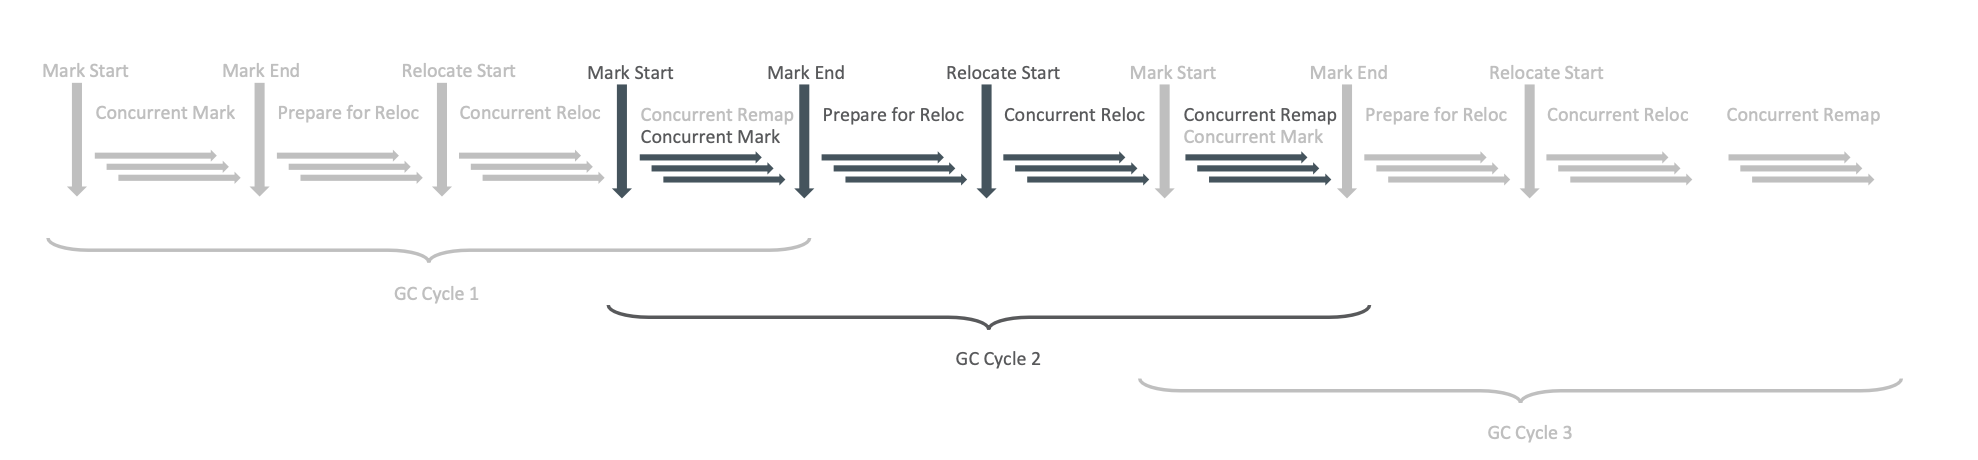 Mark Start
Mark End
Relocate Start
Mark Start
Mark End
Relocate Start
Mark Start
Mark End
Relocate Start
Concurrent Mark
Prepare for Reloc
Concurrent Reloc
Concurrent Remap
Concurrent Mark
Prepare for Reloc
Concurrent Reloc
Concurrent Remap
Concurrent Mark
Prepare for Reloc
Concurrent Reloc
Concurrent Remap
GC Cycle 1
GC Cycle 2
GC Cycle 3